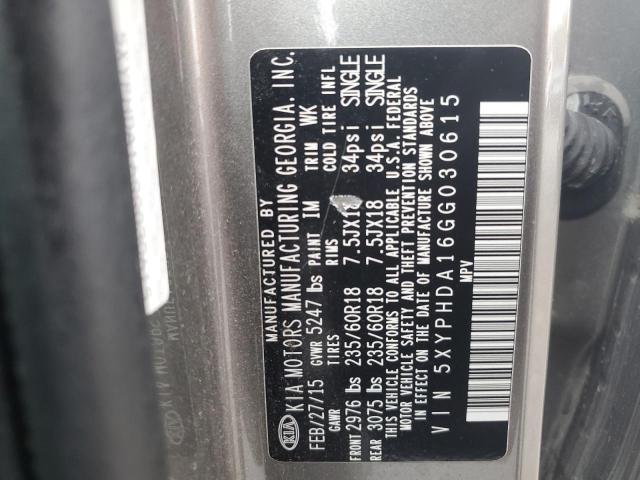 MANUFACTURED BY
KIA KIA MOTORS MANUFACTURING GEORGIA. INC.
FEB/27/15 GVWR 5247 lbs PAINT IM TRIM WK
GAWR TIRES RIMS COLD TIRE INFL
FRONT 2976 lbs 235/60R18 7.5JX18 34psi SINGLE
REAR 3075 lbs 235/60R18 7.5JX18 34psi SINGLE
THIS VEHICLE CONFORMS TO ALL APPLICABLE U.S.A. FEDERAL
MOTOR VEHICLE SAFETY AND THEFT PREVENTION STANDARDS
IN EFFECT ON THE DATE OF MANUFACTURE SHOWN ABOVE
VIN 5XYPHDA16GG030615
MPV